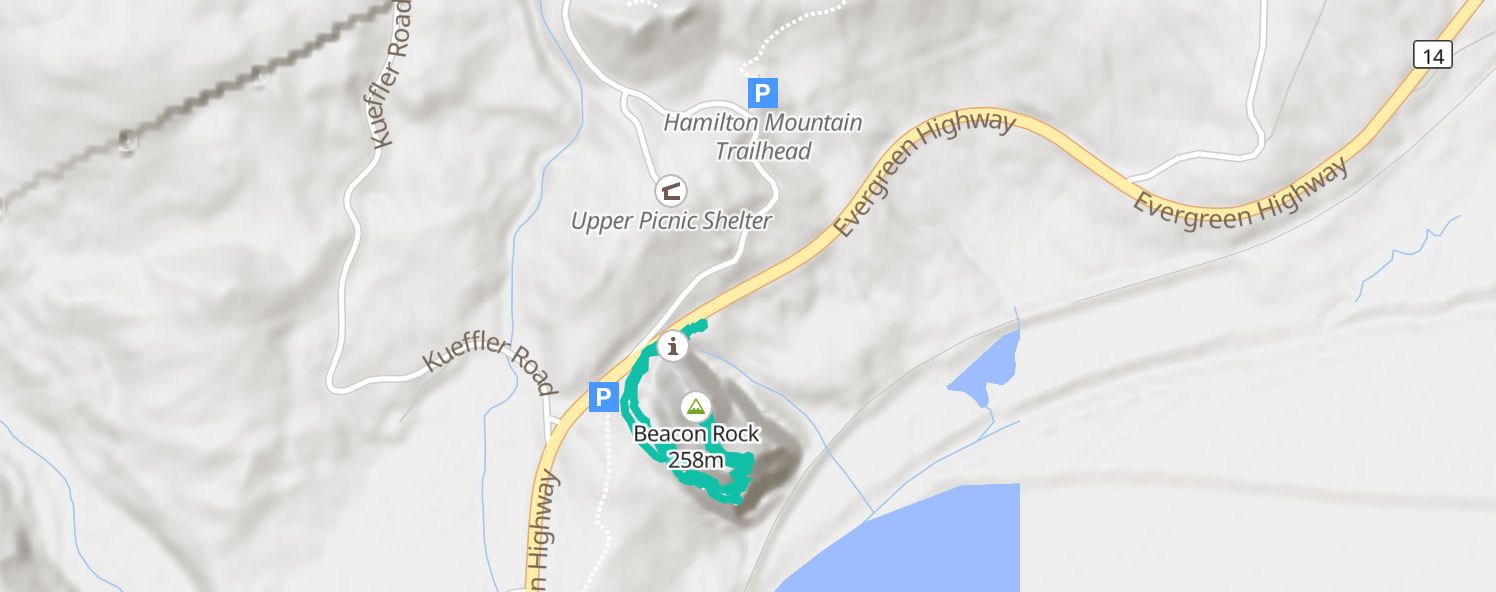 Kueffler Road
14
P
Hamilton Mountain
Trailhead
Evergreen Highway
Evergreen Highway
Upper Picnic Shelter
i
Kueffler Road
P
Beacon Rock
258m
n Highway